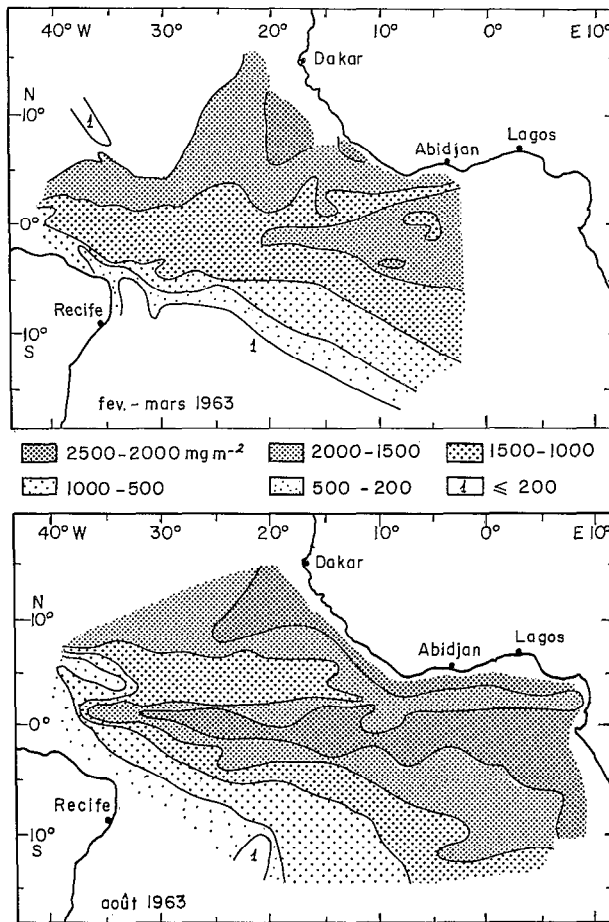 40° W 30° 20° 10° 0° E 10°
Dakar
N
10°
1
Abidjan
Lagos
0°
Recife
10°
S
1
fev. - mars 1963
2500-2000 mg m⁻² 2000-1500 1500-1000
1000-500 500-200 1 ≤ 200
40° W 30° 20° 10° 0° E 10°
Dakar
N
10°
Abidjan
Lagos
0°
Recife
10°
S
1
août 1963